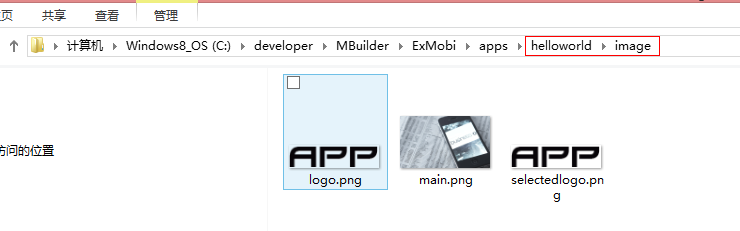 页 共享 查看 管理
计算机 Windows8_OS (C:) developer MBuilder ExMobi apps helloworld image
访问的位置
APP APP
logo.png main.png selectedlogo.pn
g